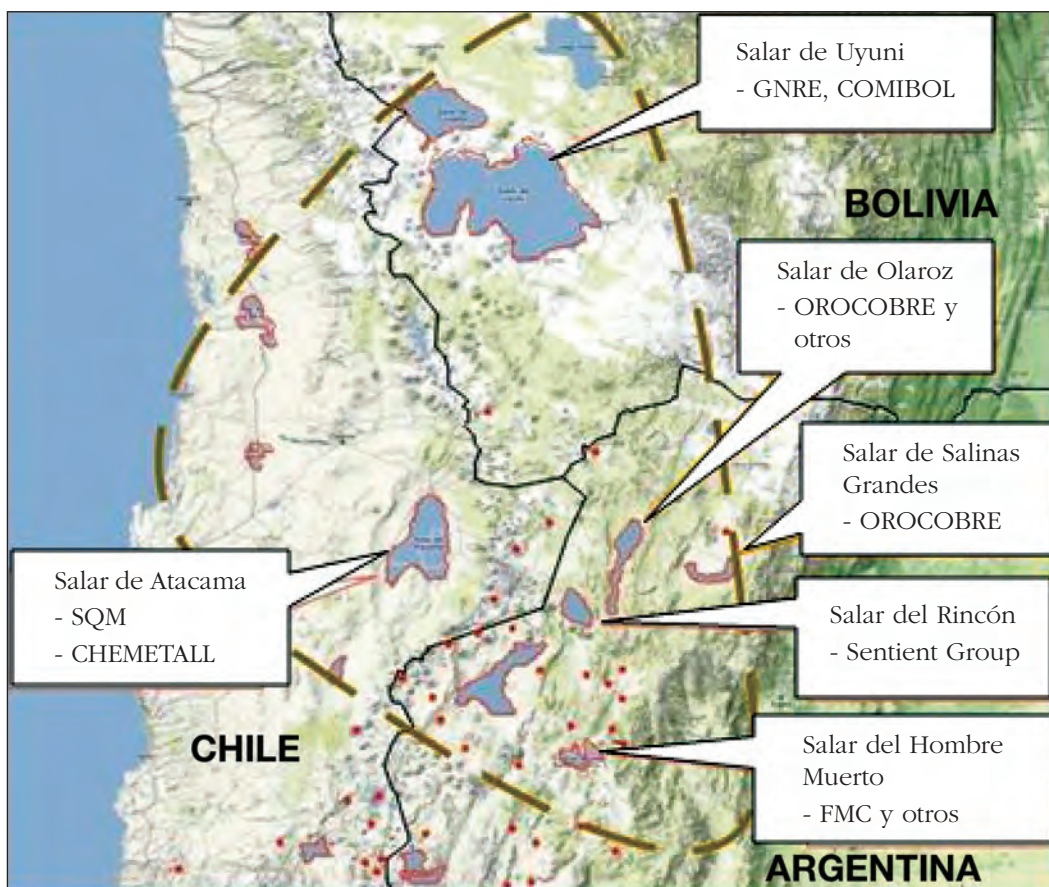 Salar de Uyuni
- GNRE, COMIBOL
BOLIVIA
Salar de Olaroz
- OROCOBRE y
otros
Salar de Salinas
Grandes
- OROCOBRE
Salar de Atacama
- SQM
- CHEMETALL
Salar del Rincón
- Sentient Group
CHILE
Salar del Hombre
Muerto
- FMC y otros
ARGENTINA